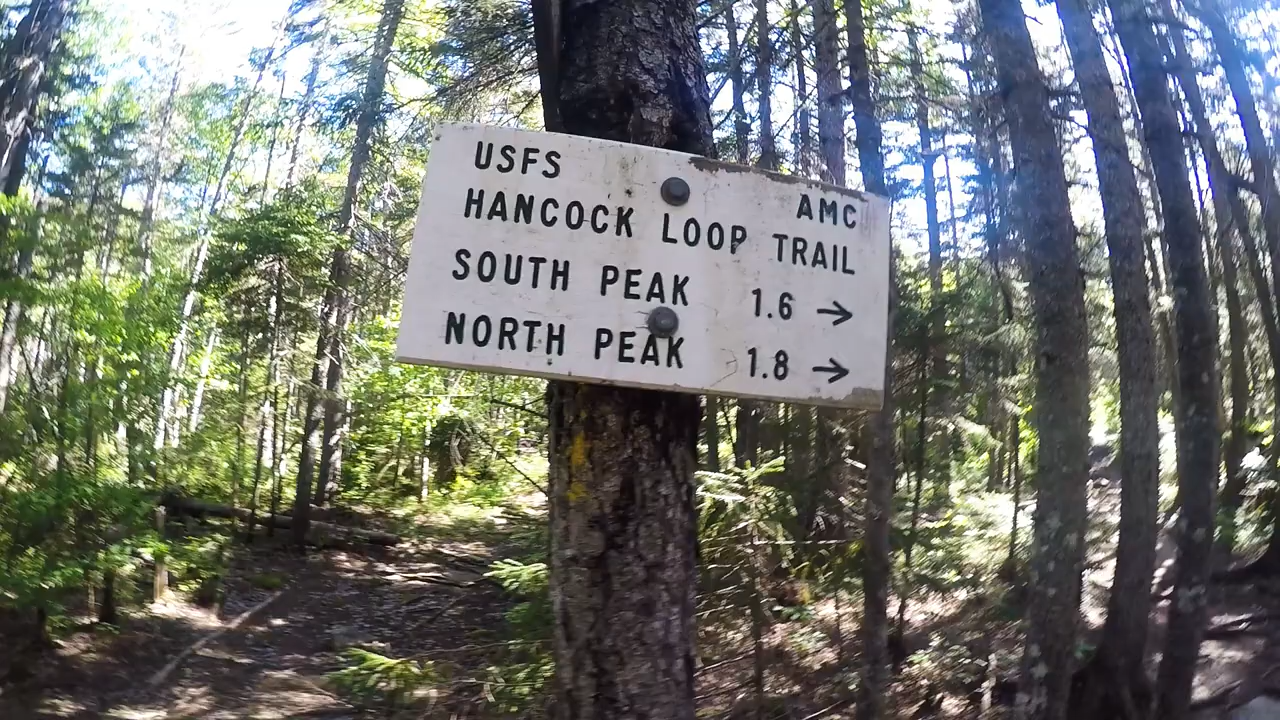 USFS AMC
HANCOCK LOOP TRAIL
SOUTH PEAK 1.6 →
NORTH PEAK 1.8 →